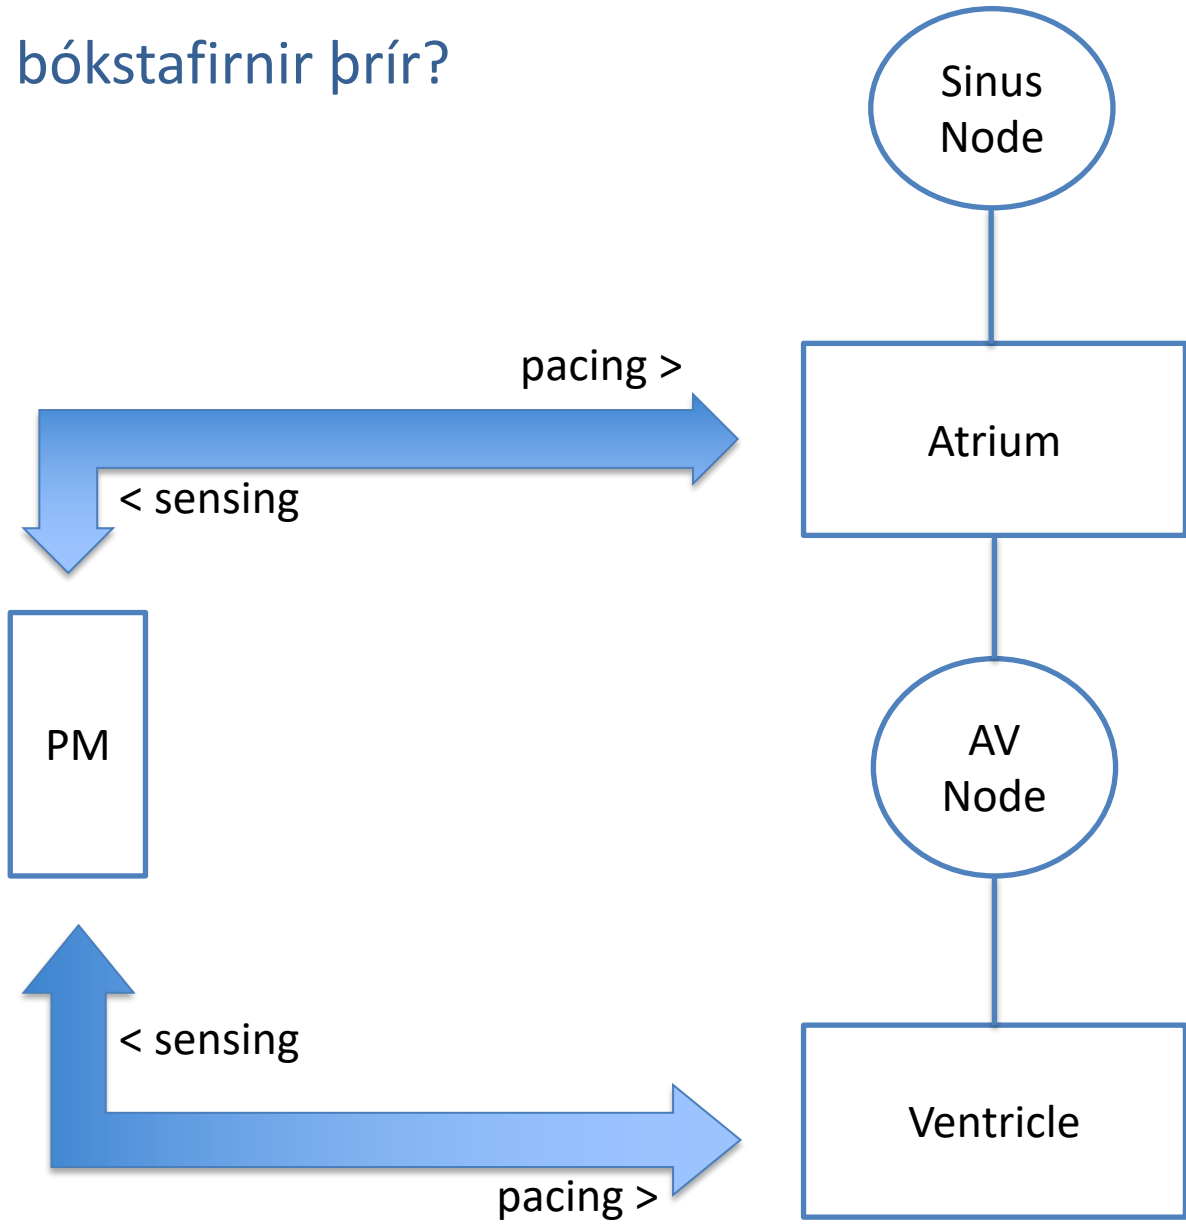 bókstafirnir þrír?
Sinus
Node
pacing >
Atrium
< sensing
PM
AV
Node
< sensing
Ventricle
pacing >